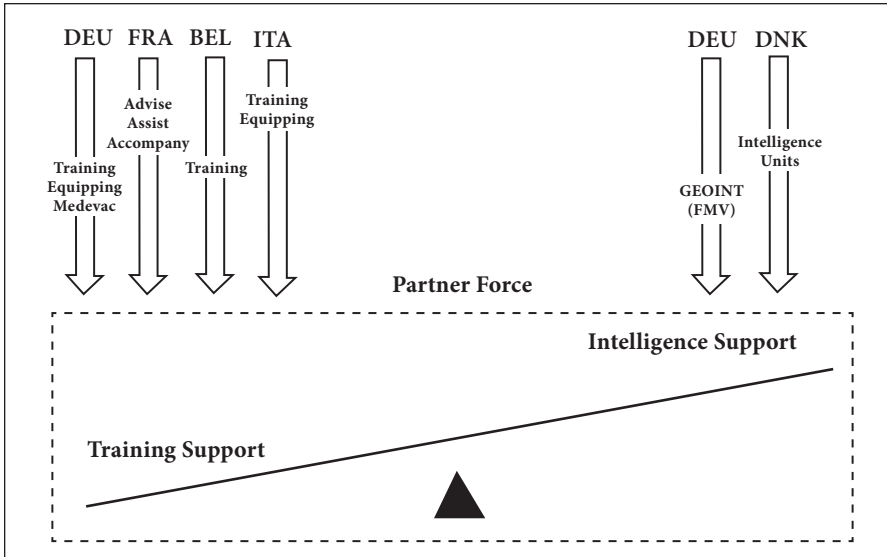 DEU FRA BEL ITA DEU DNK
Training
Equipping
Medevac
Advise
Assist
Accompany
Training
Training
Equipping
GEOINT
(FMV)
Intelligence
Units
Partner Force
Intelligence Support
Training Support